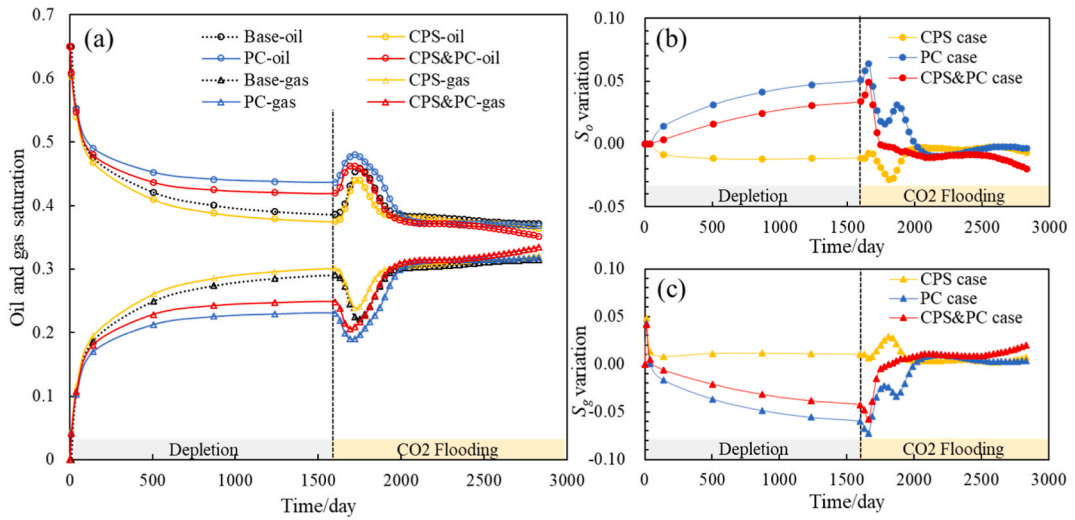 (a)
Base-oil
CPS-oil
PC-oil
CPS&PC-oil
Base-gas
CPS-gas
PC-gas
CPS&PC-gas
Oil and gas saturation
0.7
0.6
0.5
0.4
0.3
0.2
0.1
0
Depletion
CO2 Flooding
0
500
1000
1500
2000
2500
3000
Time/day
(b)
CPS case
PC case
CPS&PC case
So variation
0.10
0.05
0.00
-0.05
Depletion
CO2 Flooding
0
500
1000
1500
2000
2500
3000
Time/day
(c)
CPS case
PC case
CPS&PC case
Sg variation
0.10
0.05
0.00
-0.05
-0.10
Depletion
CO2 Flooding
0
500
1000
1500
2000
2500
3000
Time/day